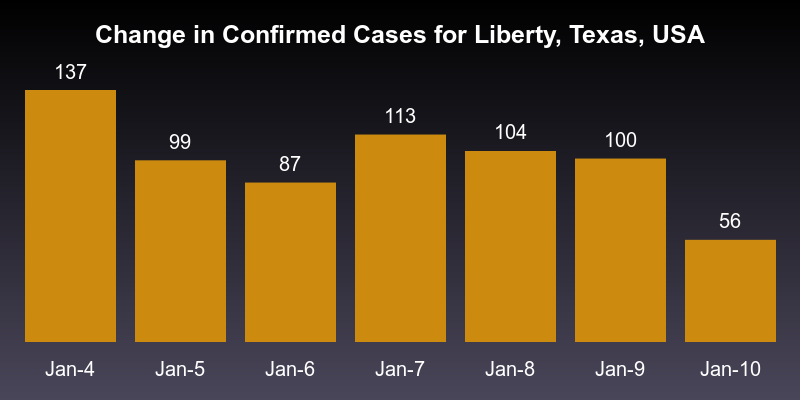 Change in Confirmed Cases for Liberty, Texas, USA
137
99
87
113
104
100
56
Jan-4
Jan-5
Jan-6
Jan-7
Jan-8
Jan-9
Jan-10